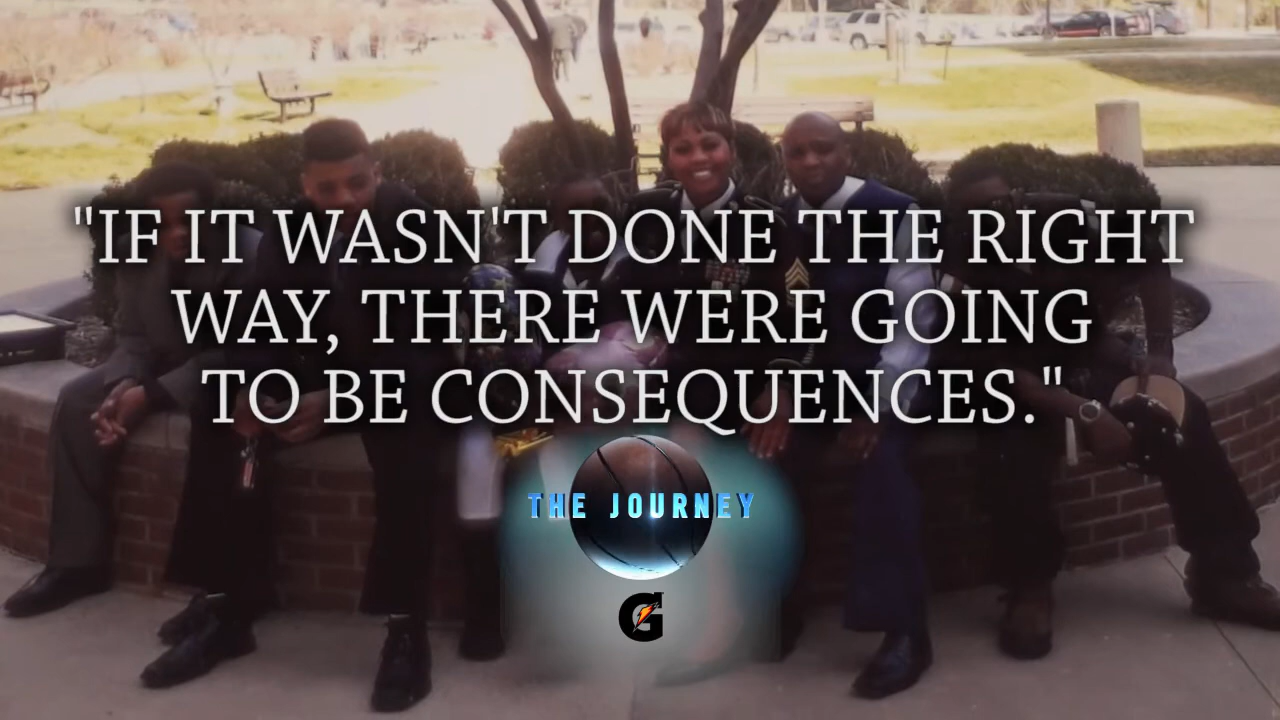 "IF IT WASN'T DONE THE RIGHT
WAY, THERE WERE GOING
TO BE CONSEQUENCES."
THE JOURNEY
G